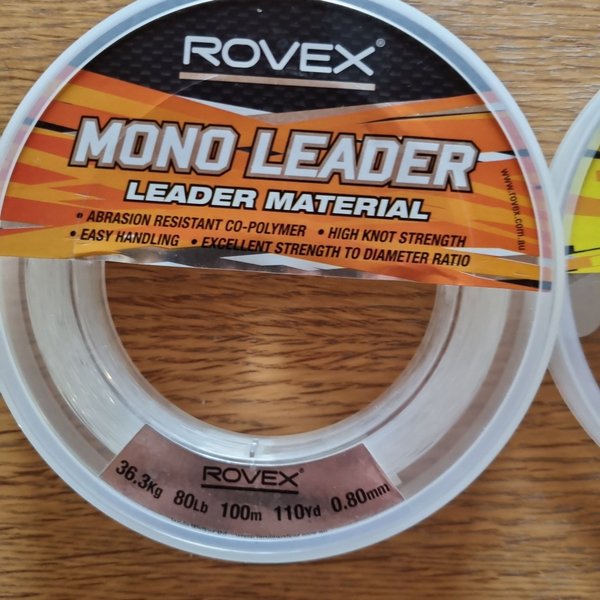 ROVEX®
MONO LEADER
LEADER MATERIAL
• ABRASION RESISTANT CO-POLYMER • HIGH KNOT STRENGTH
• EASY HANDLING • EXCELLENT STRENGTH TO DIAMETER RATIO
www.rovex.com.au
ROVEX®
36.3Kg 80Lb 100m 110Yd 0.80mm